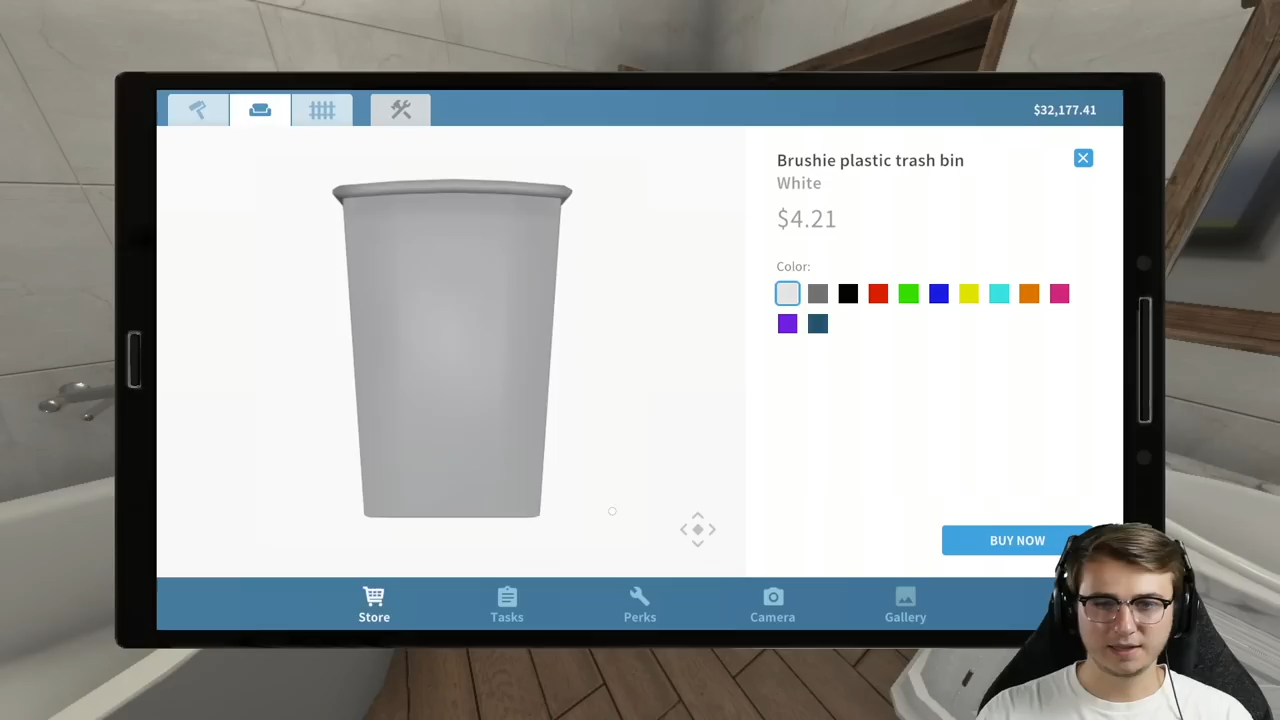 $32,177.41
Brushie plastic trash bin
White
$4.21
Color:
BUY NOW
Store
Tasks
Perks
Camera
Gallery